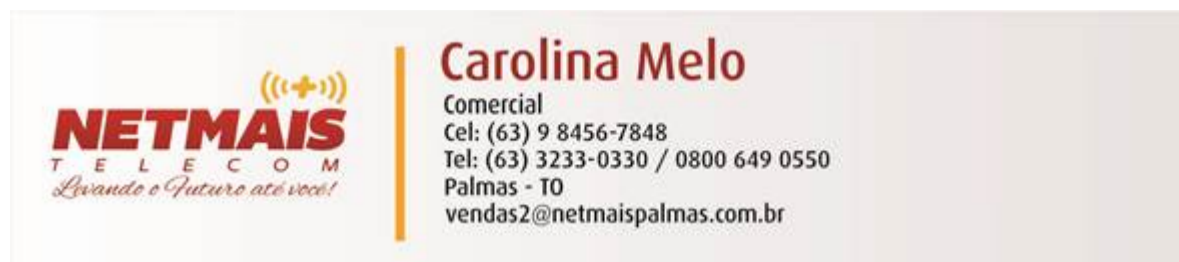 ((+))
NETMAIS
TELECOM
Levando o Futuro até você!
Carolina Melo
Comercial
Cel: (63) 9 8456-7848
Tel: (63) 3233-0330 / 0800 649 0550
Palmas - TO
vendas2@netmaispalmas.com.br